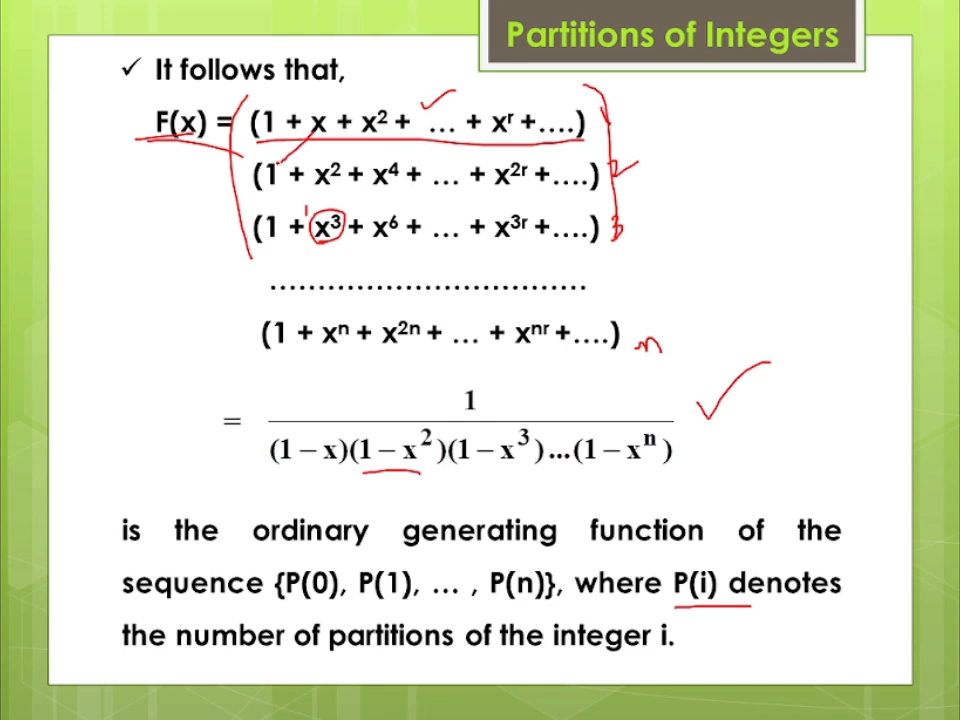 Partitions of Integers
✓ It follows that,
F(x) = (1 + x + x² + … + xʳ +….)
(1 + x² + x⁴ + … + x²ʳ +….) 2
(1 + x³ + x⁶ + … + x³ʳ +….) 3
……………………………
(1 + xⁿ + x²ⁿ + … + xⁿʳ +….) n
= 1 / (1 – x)(1 – x²)(1 – x³)...(1 – xⁿ)
is the ordinary generating function of the
sequence {P(0), P(1), … , P(n)}, where P(i) denotes
the number of partitions of the integer i.